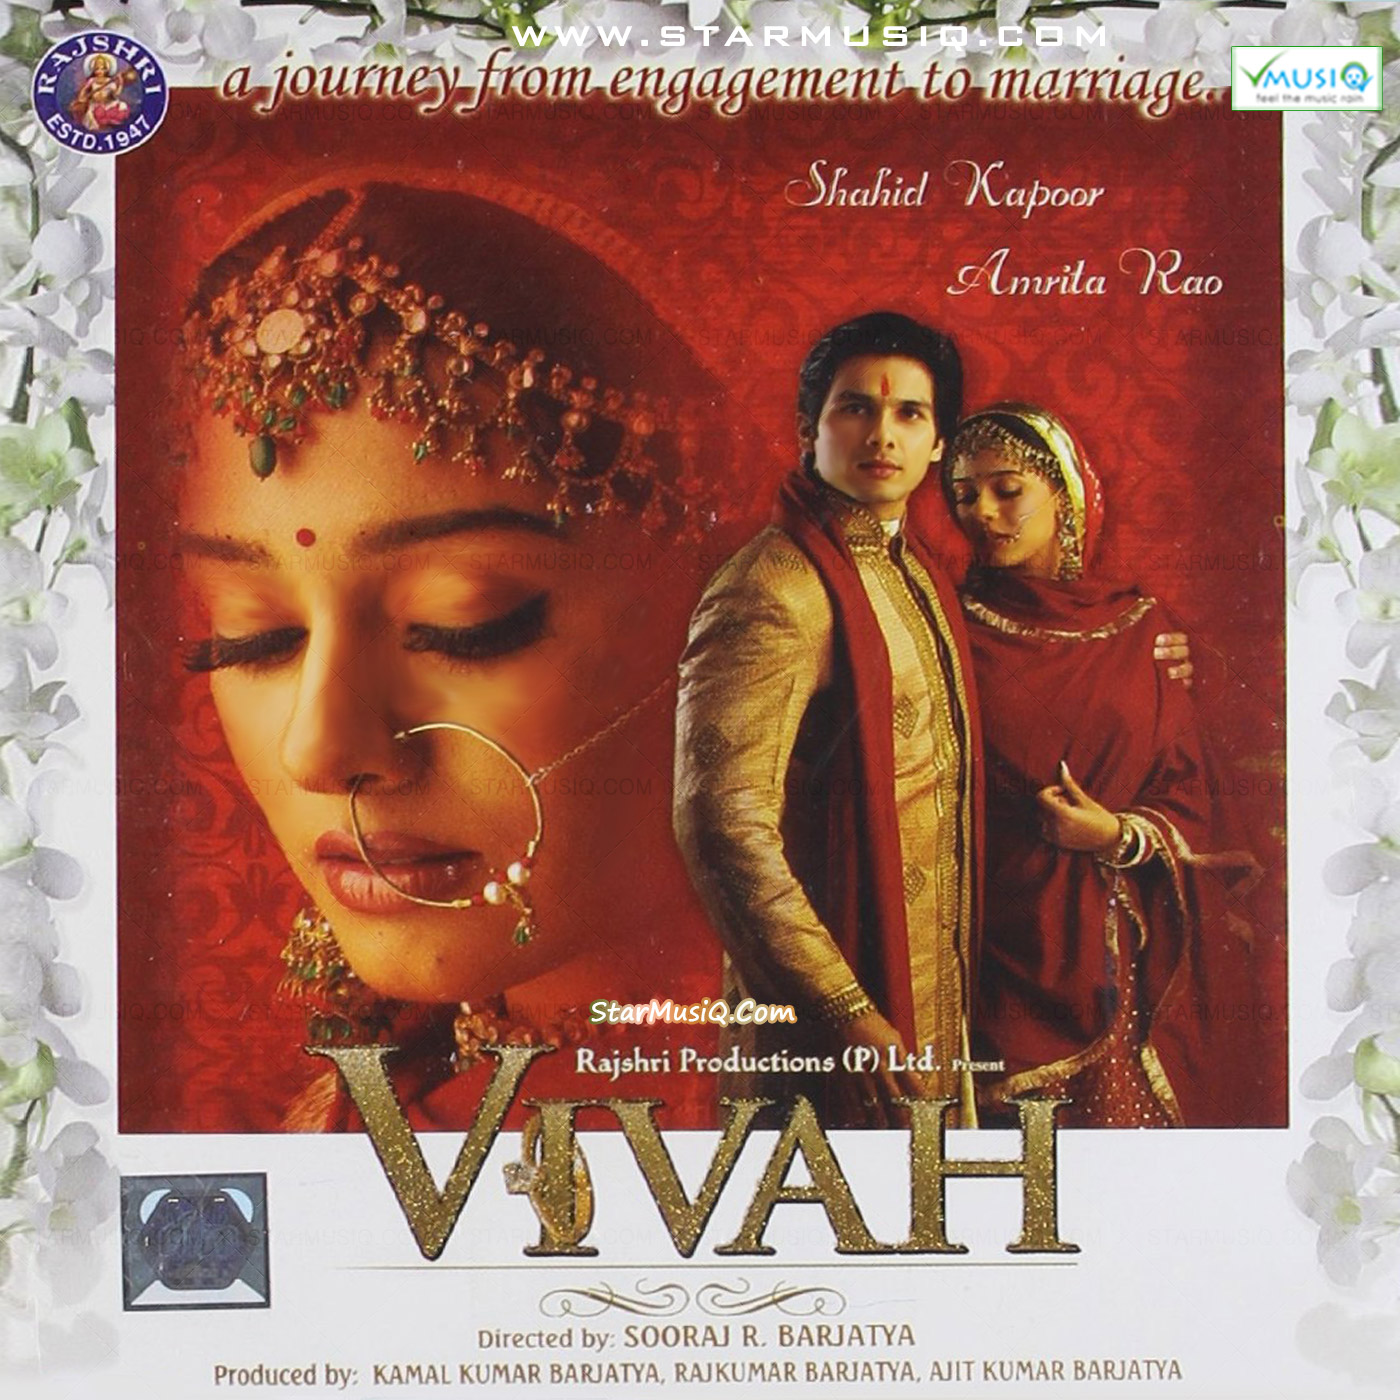 www.starmusiq.com
RAJSHRI
ESTD.1947
a journey from engagement to marriage..
VMUSIQ
feel the music rain
Shahid Kapoor
Amrita Rao
StarMusiQ.Com
Rajshri Productions (P) Ltd. Present
VIVAH
Directed by: SOORAJ R. BARJATYA
Produced by: KAMAL KUMAR BARJATYA, RAJKUMAR BARJATYA, AJIT KUMAR BARJATYA
STARMUSIQ.COM